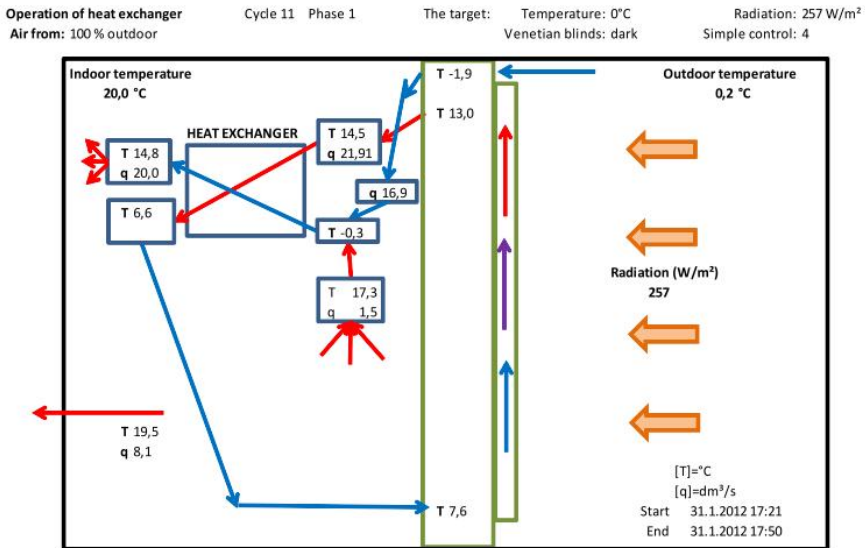 Operation of heat exchanger Cycle 11 Phase 1 The target: Temperature: 0°C Radiation: 257 W/m²
Air from: 100 % outdoor Venetian blinds: dark Simple control: 4
Indoor temperature
20,0 °C
T -1,9
Outdoor temperature
0,2 °C
T 13,0
HEAT EXCHANGER
T 14,5
q 21,91
T 14,8
q 20,0
q 16,9
T 6,6
T -0,3
T 17,3
q 1,5
Radiation (W/m²)
257
T 19,5
q 8,1
T 7,6
[T]=°C
[q]=dm³/s
Start 31.1.2012 17:21
End 31.1.2012 17:50